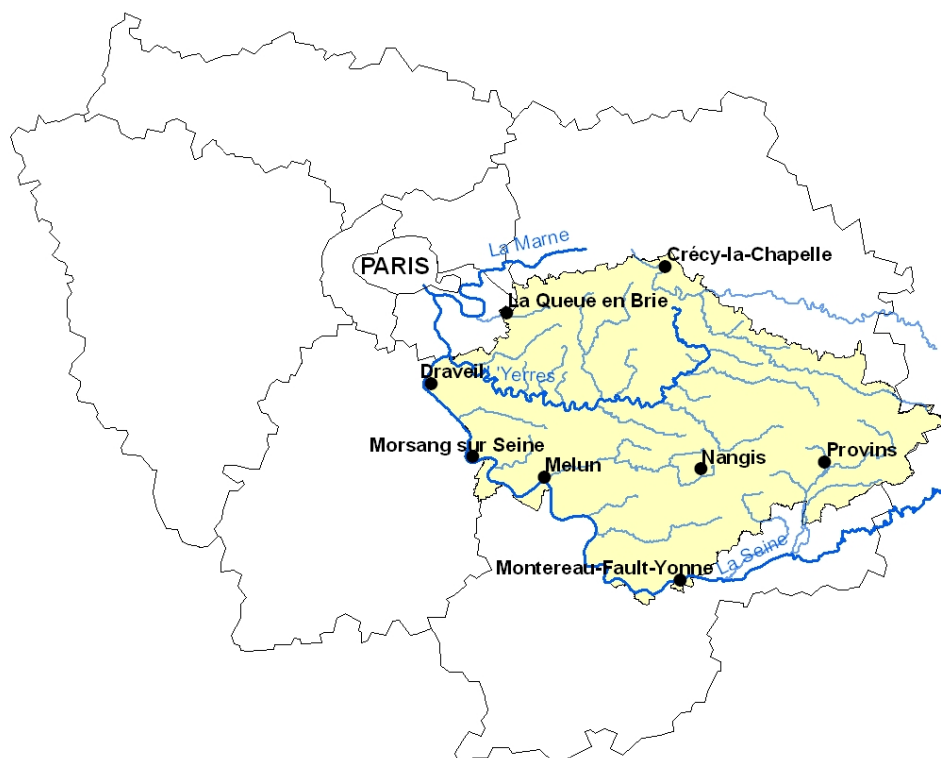 La Marne
Crécy-la-Chapelle
PARIS
La Queue en Brie
Draveil
L'Yerres
Morsang sur Seine
Melun
Nangis
Provins
La Seine
Montereau-Fault-Yonne